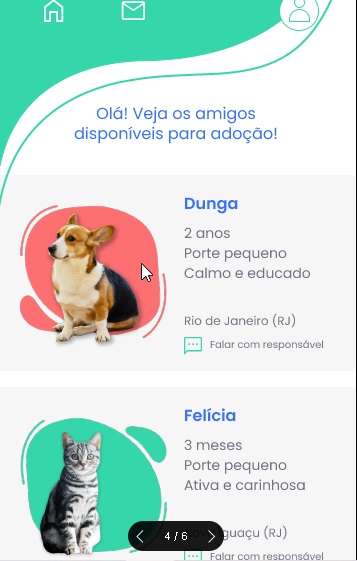 Olá! Veja os amigos
disponíveis para adoção!
Dunga
2 anos
Porte pequeno
Calmo e educado
Rio de Janeiro (RJ)
Falar com responsável
Felícia
3 meses
Porte pequeno
Ativa e carinhosa
guaçu (RJ)
4 / 6
Falar com responsável